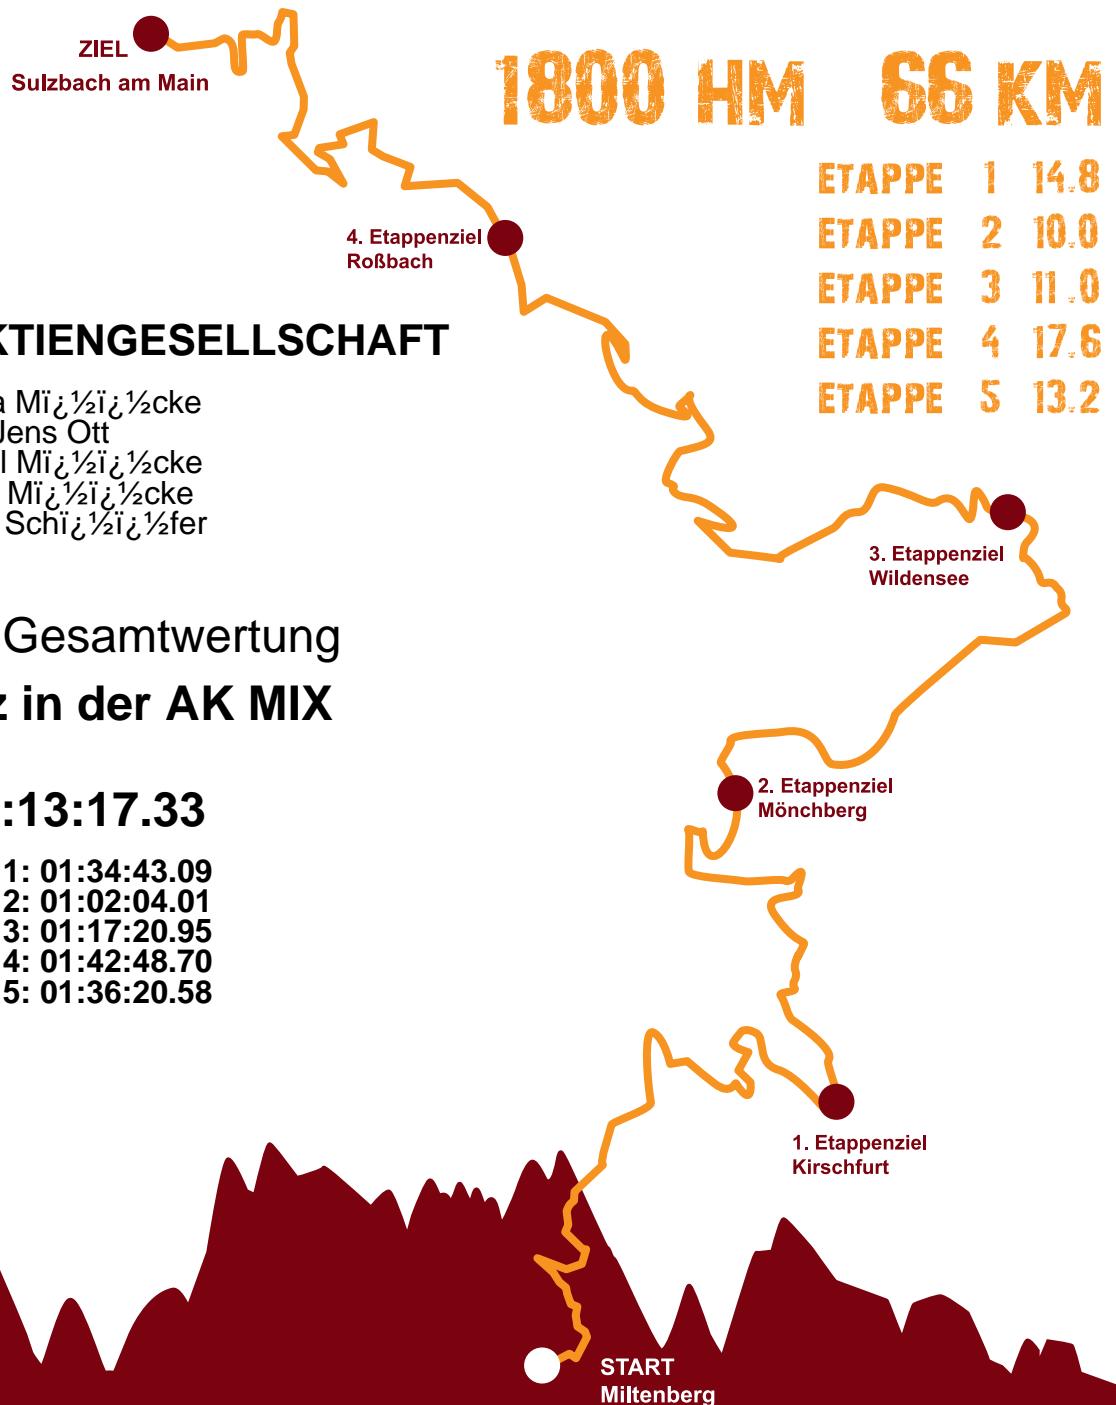 ZIEL
Sulzbach am Main
1800 HM 66 KM
ETAPPE 1 14.8
ETAPPE 2 10.0
ETAPPE 3 11.0
ETAPPE 4 17.6
ETAPPE 5 13.2
4. Etappenziel
Roßbach
KTIENGESELLSCHAFT
a Mï¿½ï¿½cke
Jens Ott
l Mï¿½ï¿½cke
Mï¿½ï¿½cke
Schï¿½ï¿½fer
3. Etappenziel
Wildensee
Gesamtwertung
z in der AK MIX
2. Etappenziel
Mönchberg
:13:17.33
1: 01:34:43.09
2: 01:02:04.01
3: 01:17:20.95
4: 01:42:48.70
5: 01:36:20.58
1. Etappenziel
Kirschfurt
START
Miltenberg